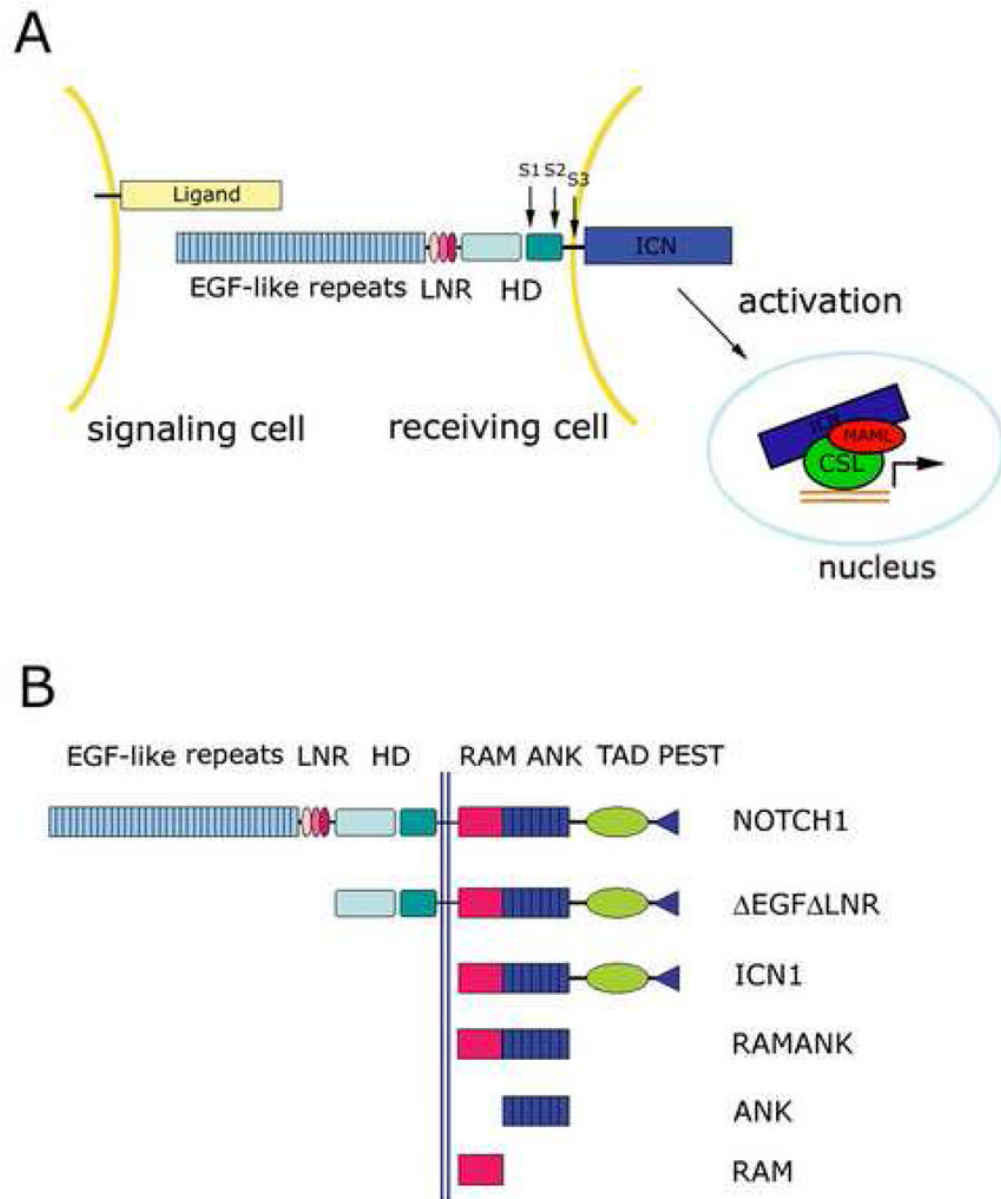 A
S1 S2 S3
Ligand
ICN
EGF-like repeats LNR HD
activation
signaling cell receiving cell
ICN
MAML
CSL
nucleus
B
EGF-like repeats LNR HD RAM ANK TAD PEST
NOTCH1
ΔEGFΔLNR
ICN1
RAMANK
ANK
RAM